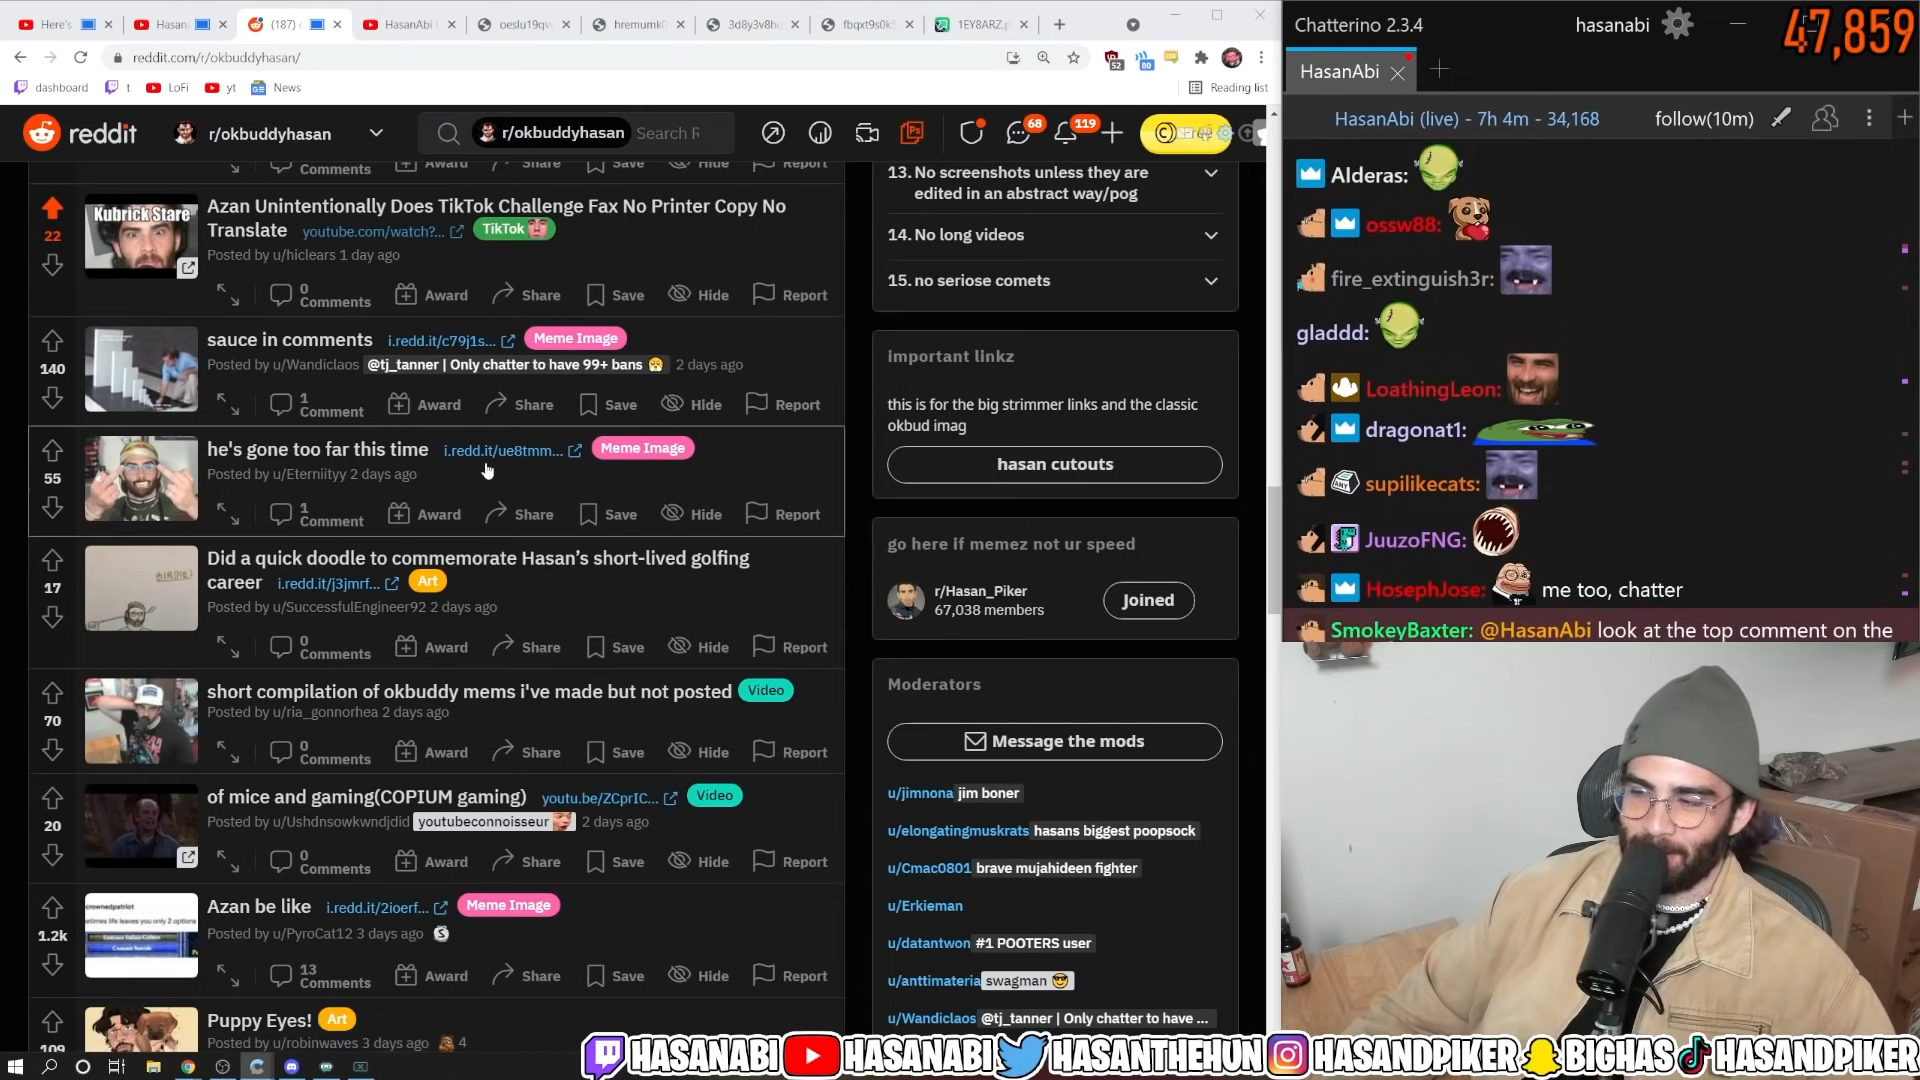 Here's
Hasan
(187)
HasanAbi
oeslu19qv
hremumk0
3d8y3v8hc
fbqxt9s0k5
1EY8ARZ.p
reddit.com/r/okbuddyhasan/
52
80
dashboard
t
LoFi
yt
News
Reading list
reddit
r/okbuddyhasan
r/okbuddyhasan
Search R
68
119
Comments
Award
Share
Save
Hide
Report
Kubrick Stare
Azan Unintentionally Does TikTok Challenge Fax No Printer Copy No
Translate youtube.com/watch?... TikTok
22
Posted by u/hiclears 1 day ago
0 Comments Award Share Save Hide Report
sauce in comments i.redd.it/c79j1s... Meme Image
140
Posted by u/Wandiclaos @tj_tanner | Only chatter to have 99+ bans 2 days ago
1 Comment Award Share Save Hide Report
he's gone too far this time i.redd.it/ue8tmm... Meme Image
55
Posted by u/Eterniityy 2 days ago
1 Comment Award Share Save Hide Report
BIRDIE!
Did a quick doodle to commemorate Hasan's short-lived golfing
career i.redd.it/j3jmrf... Art
17
Posted by u/SuccessfulEngineer92 2 days ago
0 Comments Award Share Save Hide Report
short compilation of okbuddy mems i've made but not posted Video
70
Posted by u/ria_gonnorhea 2 days ago
0 Comments Award Share Save Hide Report
of mice and gaming(COPIUM gaming) youtu.be/ZCprIC... Video
20
Posted by u/Ushdnsowkwndjdid youtubeconnoisseur 2 days ago
0 Comments Award Share Save Hide Report
crownedpatriot
etimes life leaves you only 2 options
Azan be like i.redd.it/2ioerf... Meme Image
1.2k
Posted by u/PyroCat12 3 days ago
13 Comments Award Share Save Hide Report
Puppy Eyes! Art
109
Posted by u/robinwaves 3 days ago 4
13. No screenshots unless they are
edited in an abstract way/pog
14. No long videos
15. no seriose comets
important linkz
this is for the big strimmer links and the classic
okbud imag
hasan cutouts
go here if memez not ur speed
r/Hasan_Piker
67,038 members
Joined
Moderators
Message the mods
u/jimnona jim boner
u/elongatingmuskrats hasans biggest poopsock
u/Cmac0801 brave mujahideen fighter
u/Erkieman
u/datantwon #1 POOTERS user
u/anttimateria swagman
u/Wandiclaos @tj_tanner | Only chatter to have ...
Chatterino 2.3.4
hasanabi
47,859
HasanAbi
HasanAbi (live) - 7h 4m - 34,168
follow(10m)
Alderas:
ossw88:
fire_extinguish3r:
gladdd:
LoathingLeon:
dragonat1:
supilikecats:
JuuzoFNG:
HosephJose: me too, chatter
SmokeyBaxter: @HasanAbi look at the top comment on the
HASANABI HASANABI HASANTHEHUN HASANDPIKER BIGHAS HASANDPIKER